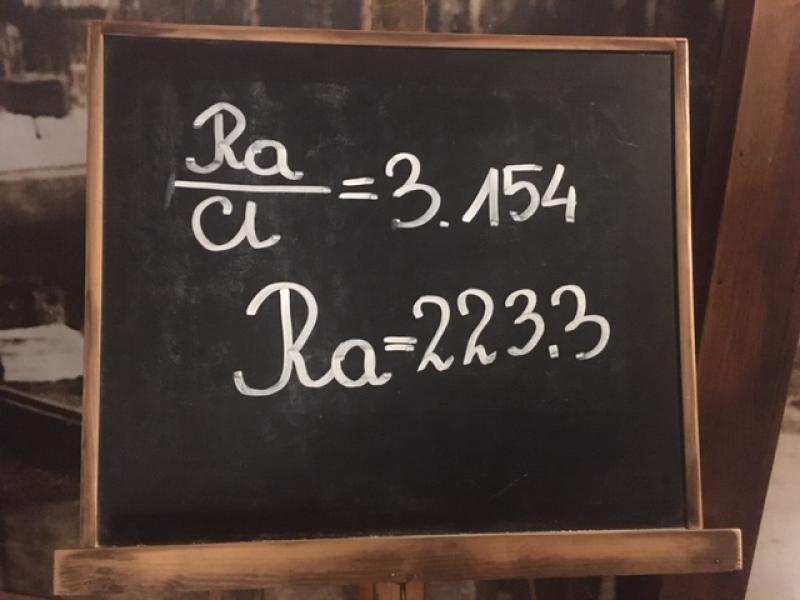 Ra
Cl = 3.154
Ra = 223.3